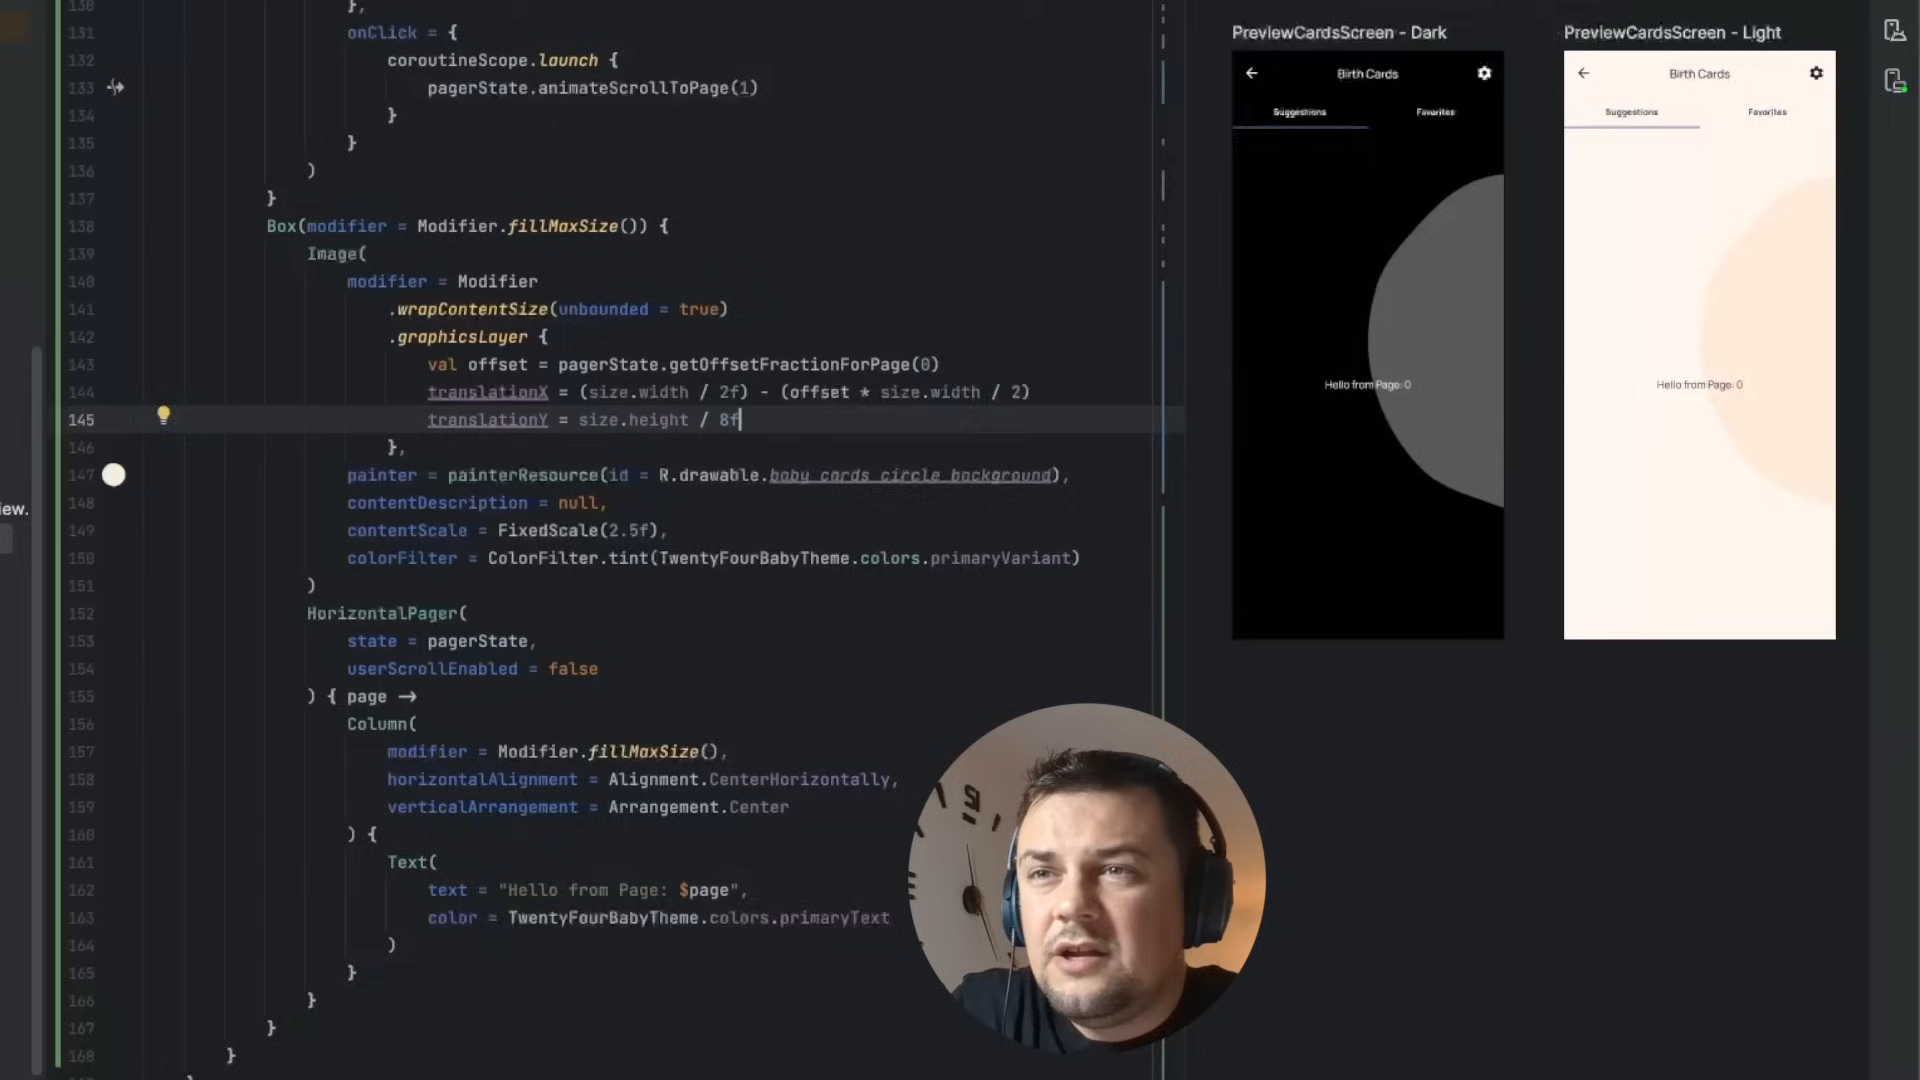 130 },
131 onClick = {
132 coroutineScope.launch {
133 pagerState.animateScrollToPage(1)
134 }
135 }
136 )
137 }
138 Box(modifier = Modifier.fillMaxSize()) {
139 Image(
140 modifier = Modifier
141 .wrapContentSize(unbounded = true)
142 .graphicsLayer {
143 val offset = pagerState.getOffsetFractionForPage(0)
144 translationX = (size.width / 2f) - (offset * size.width / 2)
145 translationY = size.height / 8f
146 },
147 painter = painterResource(id = R.drawable.baby_cards_circle_background),
148 contentDescription = null,
149 contentScale = FixedScale(2.5f),
150 colorFilter = ColorFilter.tint(TwentyFourBabyTheme.colors.primaryVariant)
151 )
152 HorizontalPager(
153 state = pagerState,
154 userScrollEnabled = false
155 ) { page →
156 Column(
157 modifier = Modifier.fillMaxSize(),
158 horizontalAlignment = Alignment.CenterHorizontally,
159 verticalArrangement = Arrangement.Center
160 ) {
161 Text(
162 text = "Hello from Page: $page",
163 color = TwentyFourBabyTheme.colors.primaryText
164 )
165 }
166 }
167 }
168 }
iew.
PreviewCardsScreen - Dark
Birth Cards
Suggestions Favorites
Hello from Page: 0
PreviewCardsScreen - Light
Birth Cards
Suggestions Favorites
Hello from Page: 0